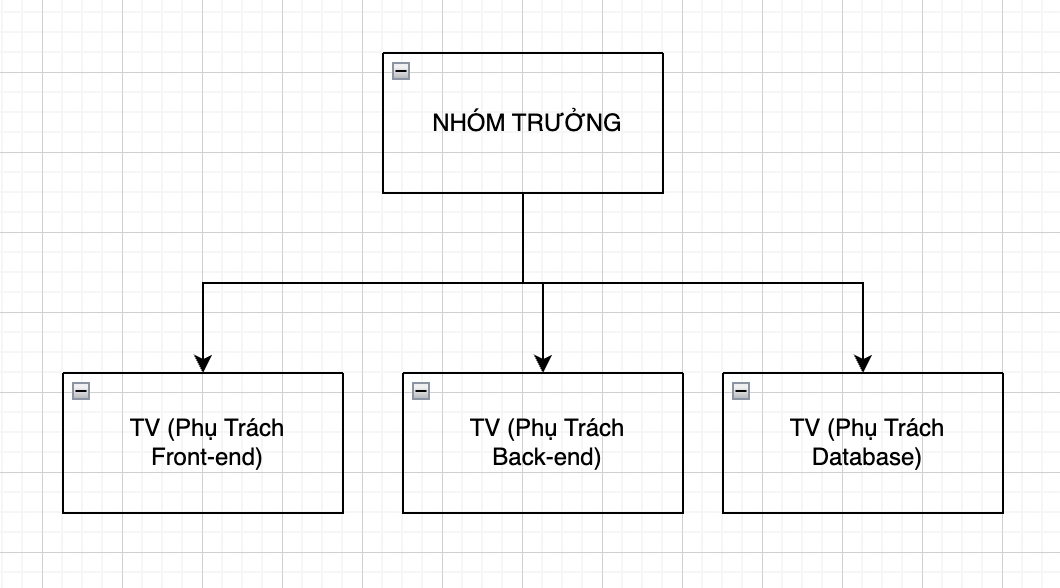 NHÓM TRƯỞNG
TV (Phụ Trách
Front-end)
TV (Phụ Trách
Back-end)
TV (Phụ Trách
Database)